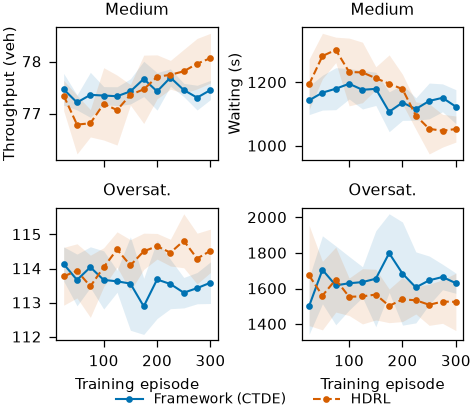 Medium
Medium
Throughput (veh)
78
77
Waiting (s)
1200
1000
Oversat.
Oversat.
115
114
113
112
2000
1800
1600
1400
100
200
300
100
200
300
Training episode
Training episode
Framework (CTDE)
HDRL